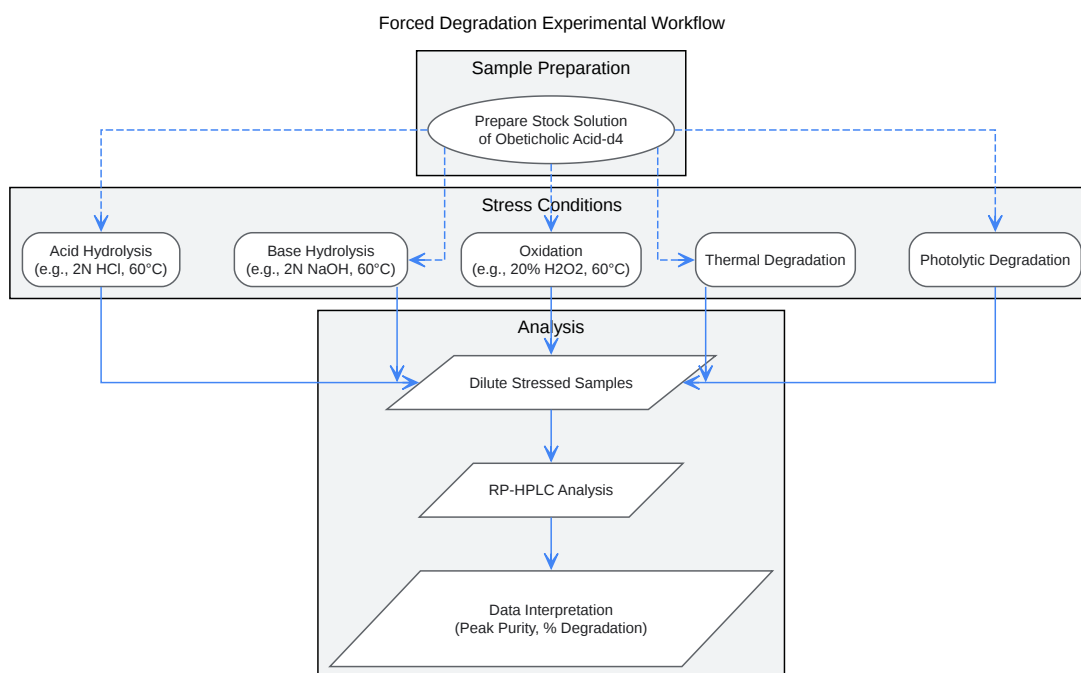 Forced Degradation Experimental Workflow
Sample Preparation
Prepare Stock Solution
of Obeticholic Acid-d4
Stress Conditions
Acid Hydrolysis
(e.g., 2N HCl, 60°C)
Base Hydrolysis
(e.g., 2N NaOH, 60°C)
Oxidation
(e.g., 20% H2O2, 60°C)
Thermal Degradation
Photolytic Degradation
Analysis
Dilute Stressed Samples
RP-HPLC Analysis
Data Interpretation
(Peak Purity, % Degradation)